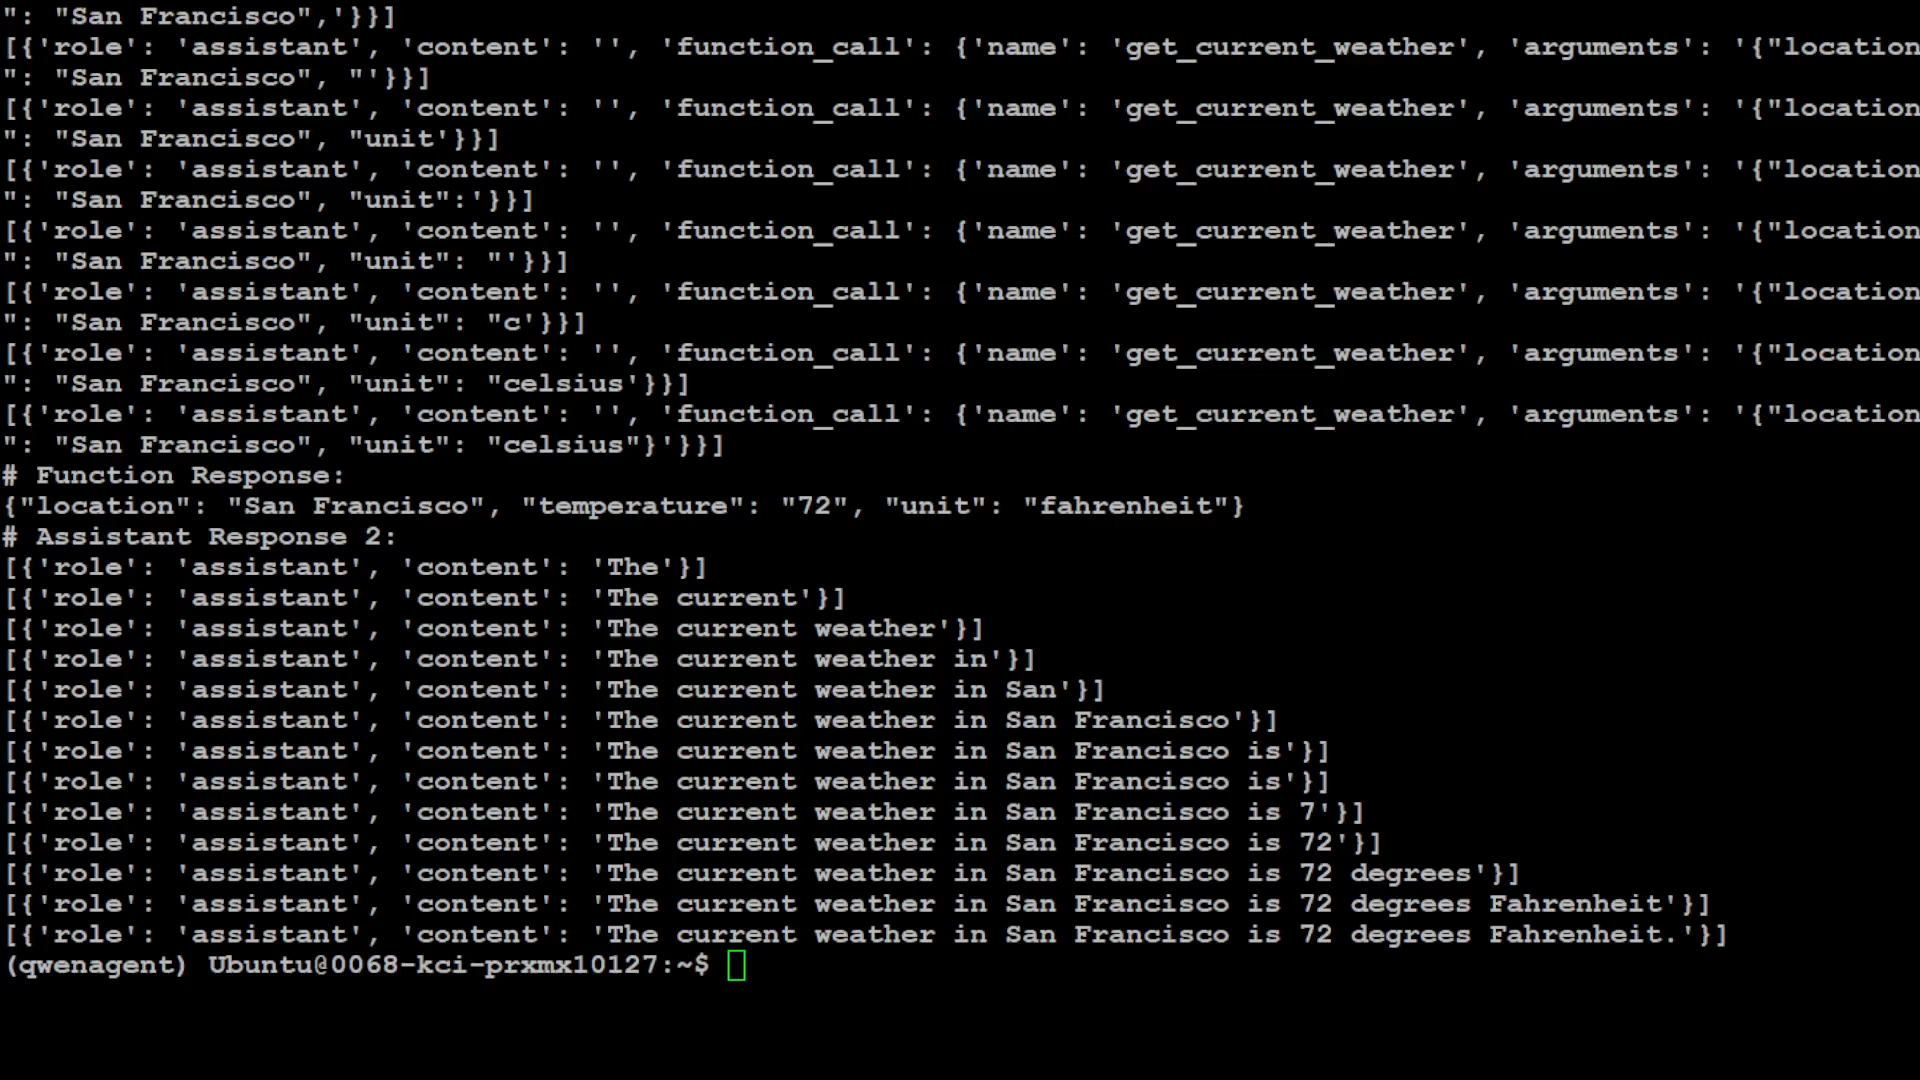 ": "San Francisco",'}}]
[{'role': 'assistant', 'content': '', 'function_call': {'name': 'get_current_weather', 'arguments': '{"location
": "San Francisco", "'}}]
[{'role': 'assistant', 'content': '', 'function_call': {'name': 'get_current_weather', 'arguments': '{"location
": "San Francisco", "unit'}}]
[{'role': 'assistant', 'content': '', 'function_call': {'name': 'get_current_weather', 'arguments': '{"location
": "San Francisco", "unit":'}}]
[{'role': 'assistant', 'content': '', 'function_call': {'name': 'get_current_weather', 'arguments': '{"location
": "San Francisco", "unit": "'}}]
[{'role': 'assistant', 'content': '', 'function_call': {'name': 'get_current_weather', 'arguments': '{"location
": "San Francisco", "unit": "c'}}]
[{'role': 'assistant', 'content': '', 'function_call': {'name': 'get_current_weather', 'arguments': '{"location
": "San Francisco", "unit": "celsius'}}]
[{'role': 'assistant', 'content': '', 'function_call': {'name': 'get_current_weather', 'arguments': '{"location
": "San Francisco", "unit": "celsius"}'}}]
# Function Response:
{"location": "San Francisco", "temperature": "72", "unit": "fahrenheit"}
# Assistant Response 2:
[{'role': 'assistant', 'content': 'The'}]
[{'role': 'assistant', 'content': 'The current'}]
[{'role': 'assistant', 'content': 'The current weather'}]
[{'role': 'assistant', 'content': 'The current weather in'}]
[{'role': 'assistant', 'content': 'The current weather in San'}]
[{'role': 'assistant', 'content': 'The current weather in San Francisco'}]
[{'role': 'assistant', 'content': 'The current weather in San Francisco is'}]
[{'role': 'assistant', 'content': 'The current weather in San Francisco is'}]
[{'role': 'assistant', 'content': 'The current weather in San Francisco is 7'}]
[{'role': 'assistant', 'content': 'The current weather in San Francisco is 72'}]
[{'role': 'assistant', 'content': 'The current weather in San Francisco is 72 degrees'}]
[{'role': 'assistant', 'content': 'The current weather in San Francisco is 72 degrees Fahrenheit'}]
[{'role': 'assistant', 'content': 'The current weather in San Francisco is 72 degrees Fahrenheit.'}]
(qwenagent) Ubuntu@0068-kci-prxmx10127:~$